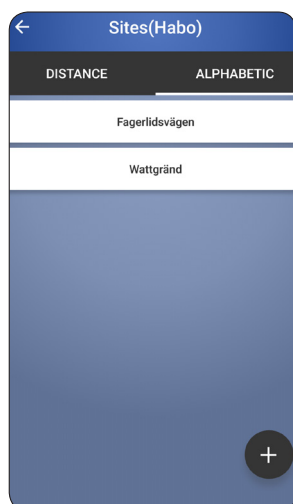 Sites(Habo)
DISTANCE ALPHABETIC
Fagerlidsvägen
Wattgränd